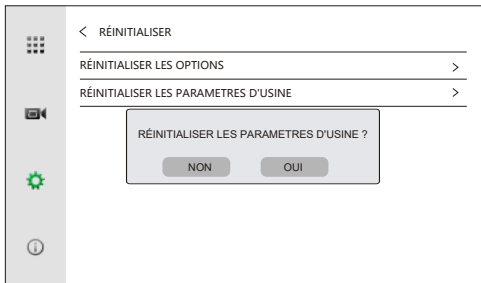 RÉINITIALISER
RÉINITIALISER LES OPTIONS
RÉINITIALISER LES PARAMETRES D'USINE
RÉINITIALISER LES PARAMETRES D'USINE ?
NON OUI